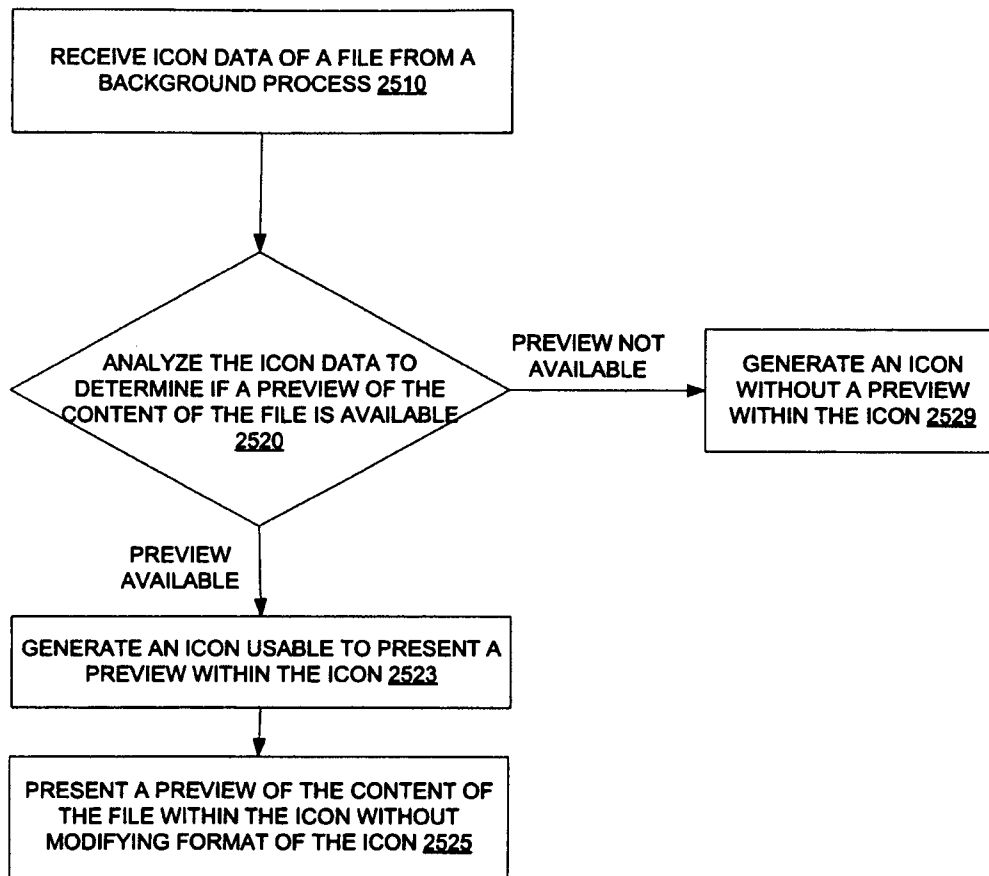 RECEIVE ICON DATA OF A FILE FROM A
BACKGROUND PROCESS 2510
ANALYZE THE ICON DATA TO
DETERMINE IF A PREVIEW OF THE
CONTENT OF THE FILE IS AVAILABLE
2520
PREVIEW NOT
AVAILABLE
GENERATE AN ICON
WITHOUT A PREVIEW
WITHIN THE ICON 2529
PREVIEW
AVAILABLE
GENERATE AN ICON USABLE TO PRESENT A
PREVIEW WITHIN THE ICON 2523
PRESENT A PREVIEW OF THE CONTENT OF
THE FILE WITHIN THE ICON WITHOUT
MODIFYING FORMAT OF THE ICON 2525